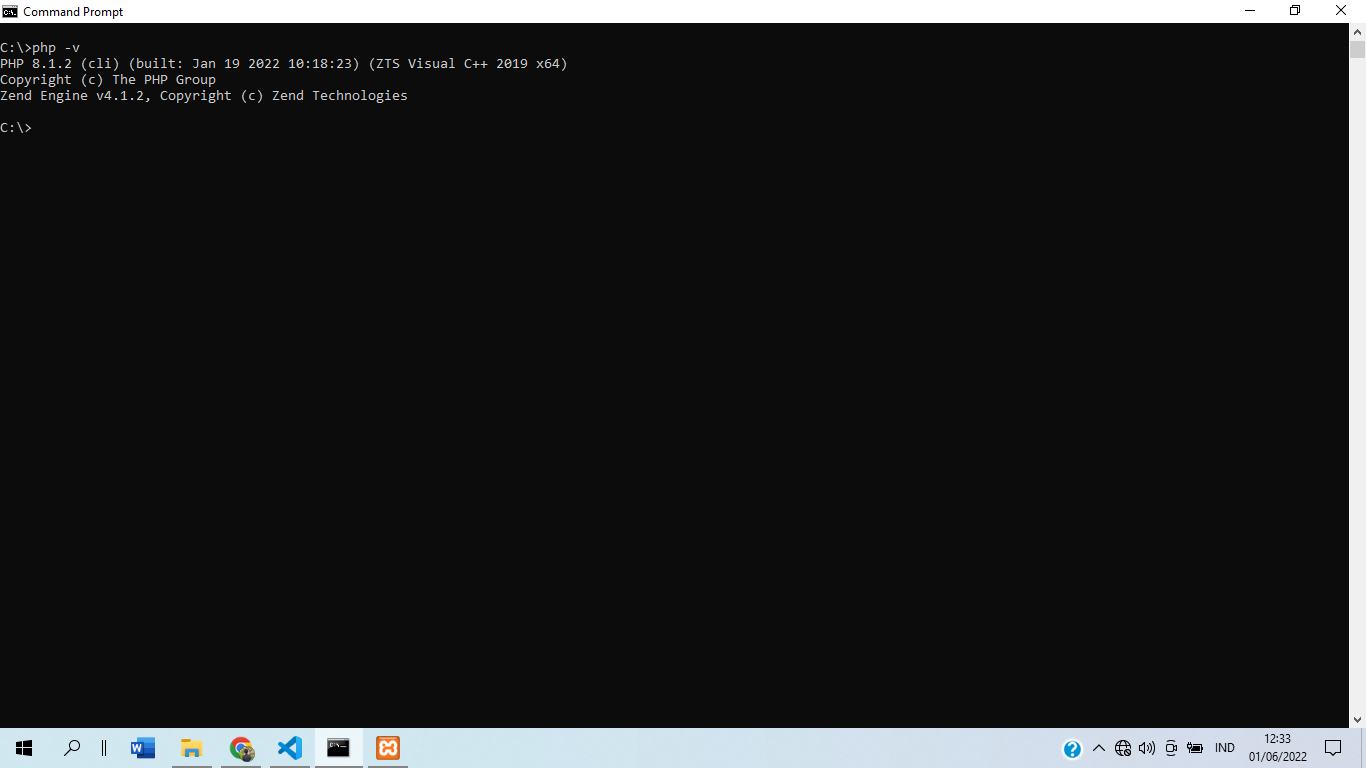 Command Prompt
C:\>php -v
PHP 8.1.2 (cli) (built: Jan 19 2022 10:18:23) (ZTS Visual C++ 2019 x64)
Copyright (c) The PHP Group
Zend Engine v4.1.2, Copyright (c) Zend Technologies
C:\>
IND
12:33
01/06/2022